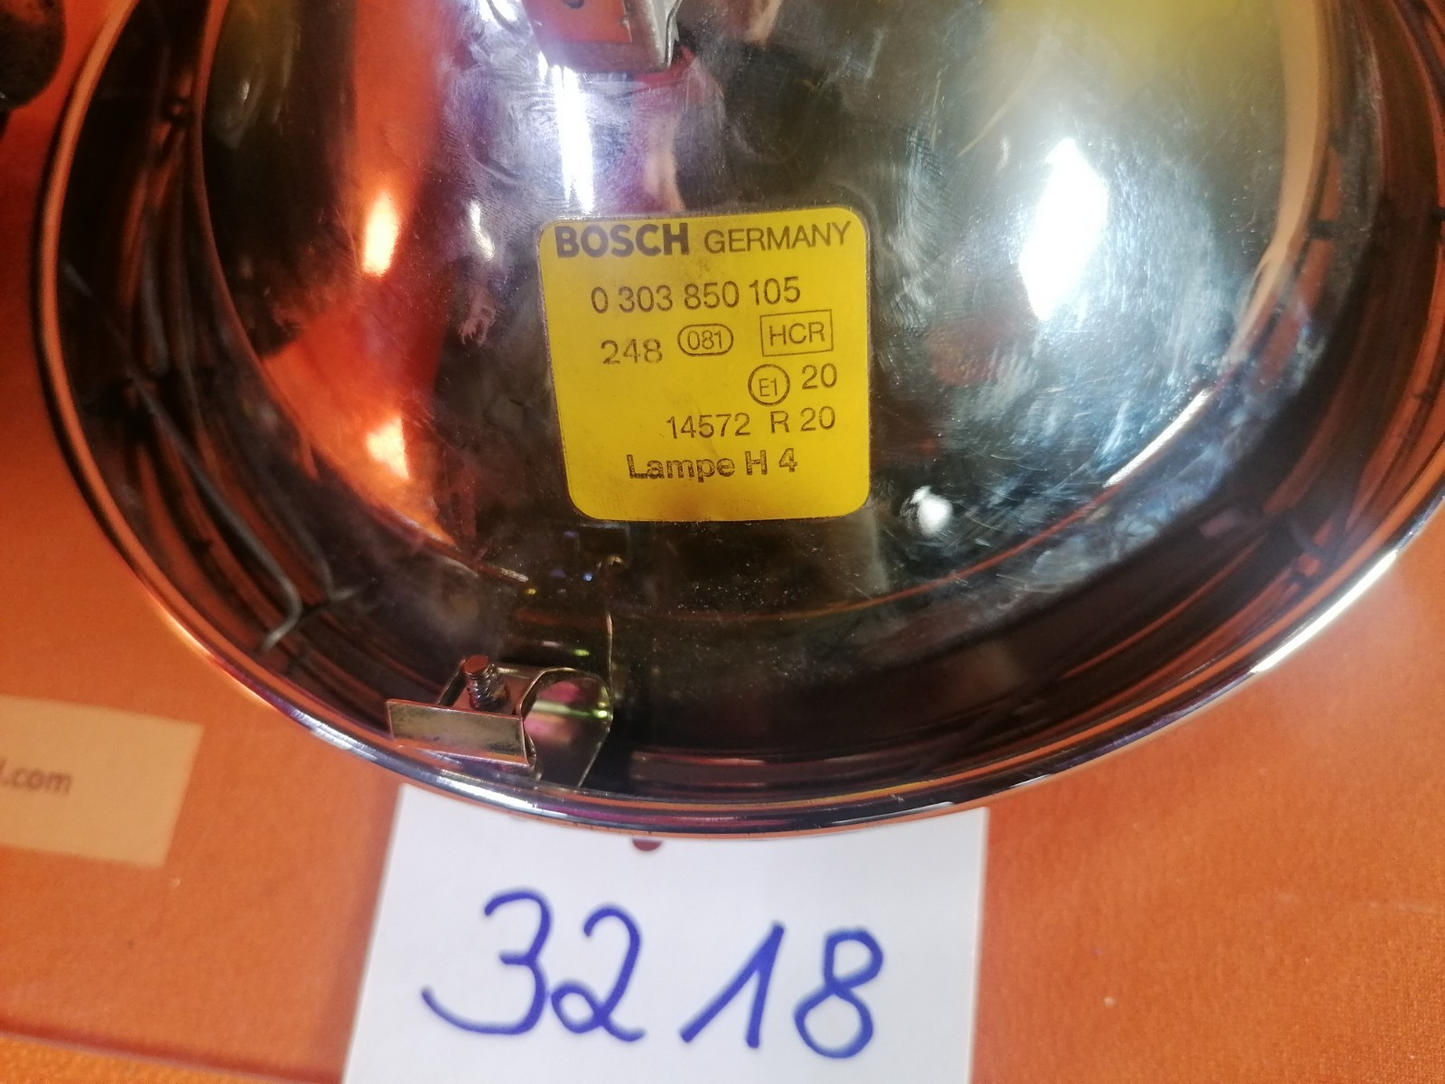 BOSCH GERMANY
0 303 850 105
248 081 HCR
E1 20
14572 R 20
Lampe H 4
.com
3218